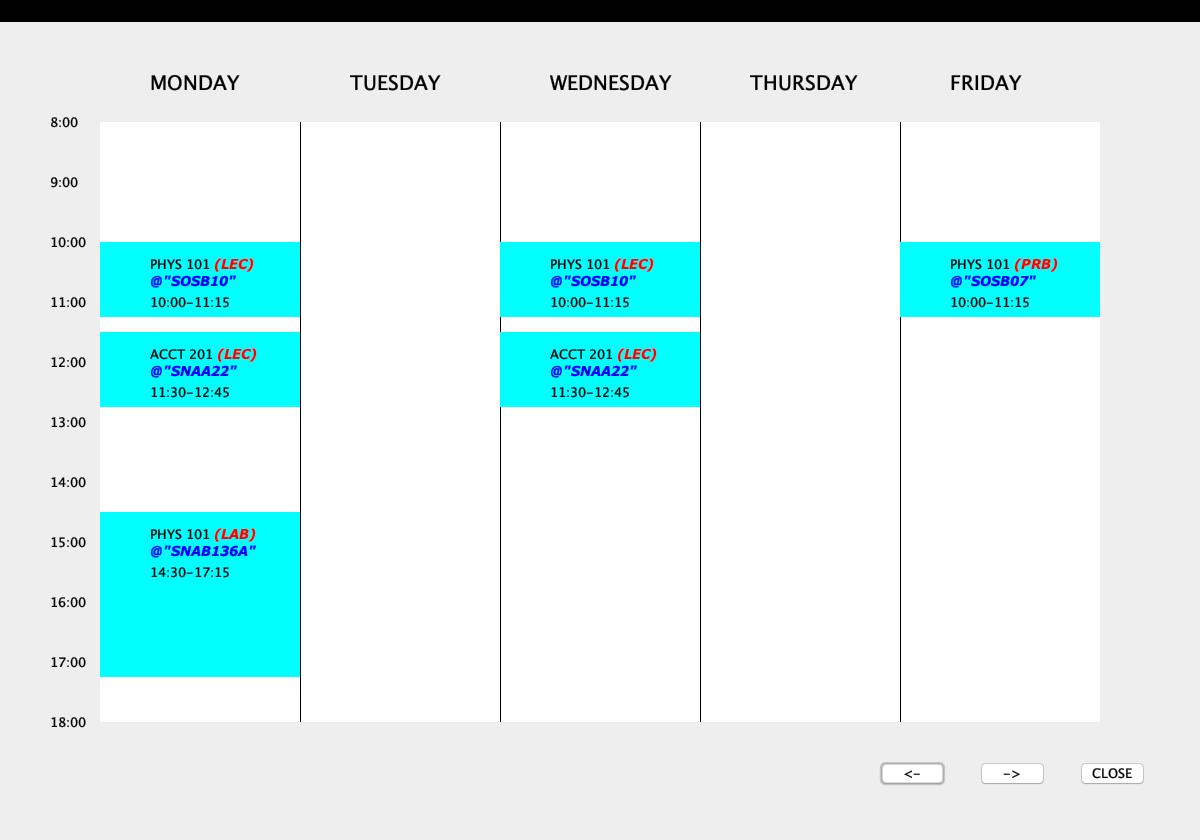 MONDAY TUESDAY WEDNESDAY THURSDAY FRIDAY
8:00
9:00
10:00
PHYS 101 (LEC) PHYS 101 (LEC) PHYS 101 (PRB)
@"SOSB10" @"SOSB10" @"SOSB07"
11:00 10:00-11:15 10:00-11:15 10:00-11:15
ACCT 201 (LEC) ACCT 201 (LEC)
12:00
@"SNAA22" @"SNAA22"
11:30-12:45 11:30-12:45
13:00
14:00
PHYS 101 (LAB)
15:00
@"SNAB136A"
14:30-17:15
16:00
17:00
18:00
<- -> CLOSE